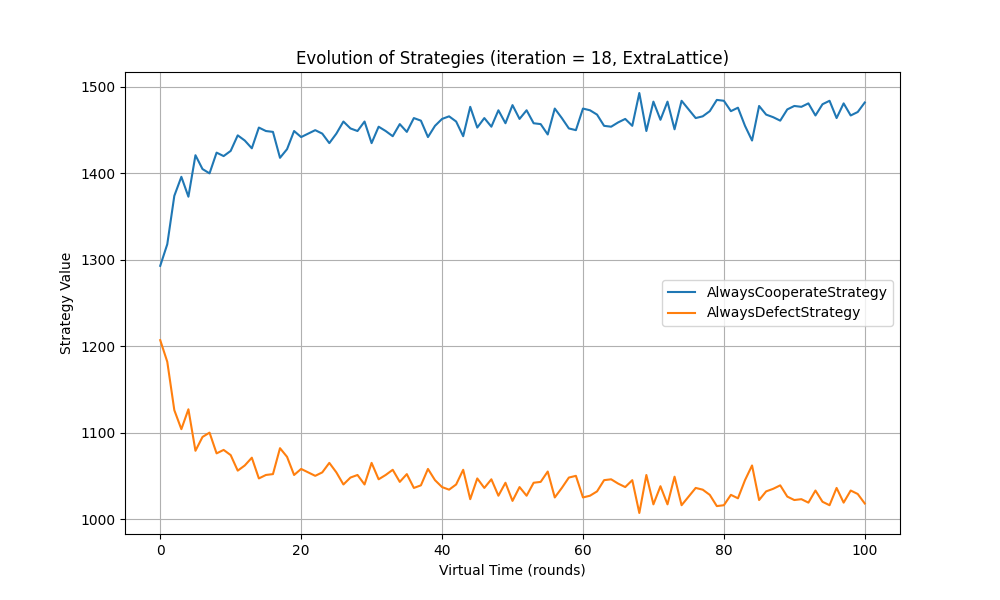 Evolution of Strategies (iteration = 18, ExtraLattice)
Strategy Value
1500
1400
1300
1200
1100
1000
AlwaysCooperateStrategy
AlwaysDefectStrategy
0 20 40 60 80 100
Virtual Time (rounds)